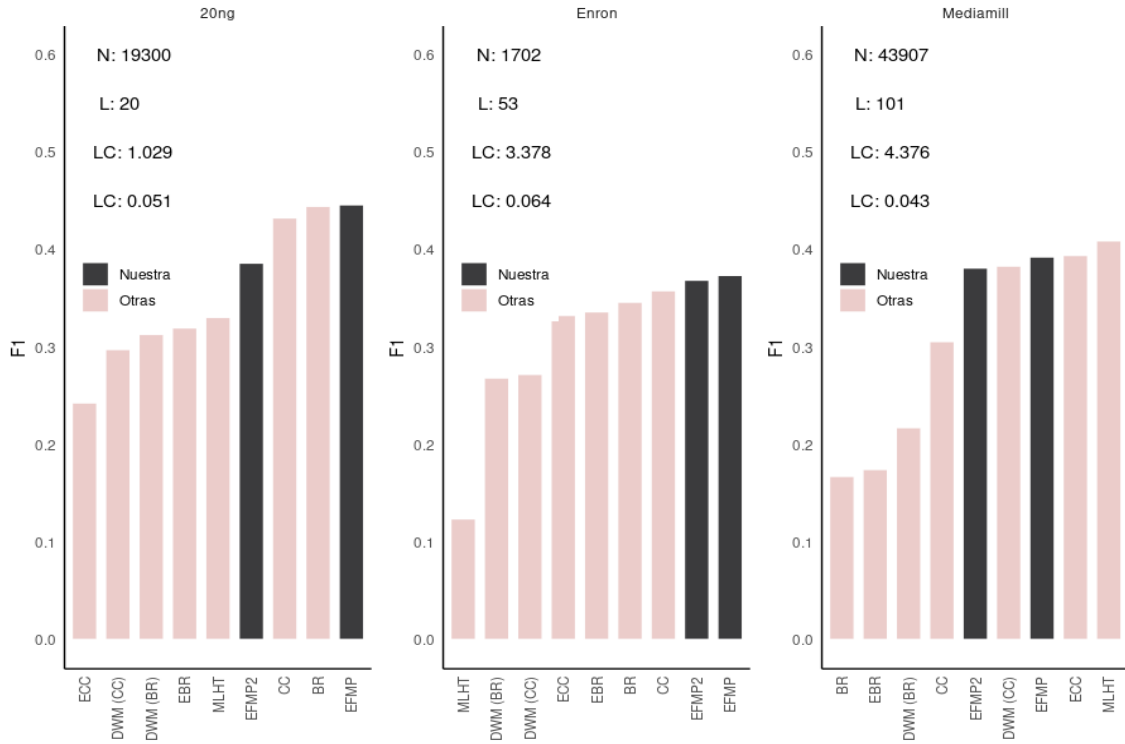 20ng
F1
0.6
0.5
0.4
0.3
0.2
0.1
0.0
N: 19300
L: 20
LC: 1.029
LC: 0.051
Nuestra
Otras
ECC
DWM (CC)
DWM (BR)
EBR
MLHT
EFMP2
CC
BR
EFMP
Enron
F1
0.6
0.5
0.4
0.3
0.2
0.1
0.0
N: 1702
L: 53
LC: 3.378
LC: 0.064
Nuestra
Otras
MLHT
DWM (BR)
DWM (CC)
ECC
EBR
BR
CC
EFMP2
EFMP
Mediamill
F1
0.6
0.5
0.4
0.3
0.2
0.1
0.0
N: 43907
L: 101
LC: 4.376
LC: 0.043
Nuestra
Otras
BR
EBR
DWM (BR)
CC
EFMP2
DWM (CC)
EFMP
ECC
MLHT